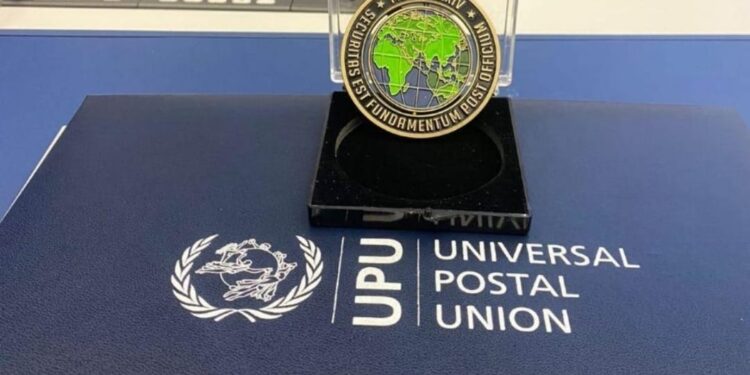 SECURITAS EST FUNDAMENTUM POST OFFICIUM
UPU
UNIVERSAL
POSTAL
UNION